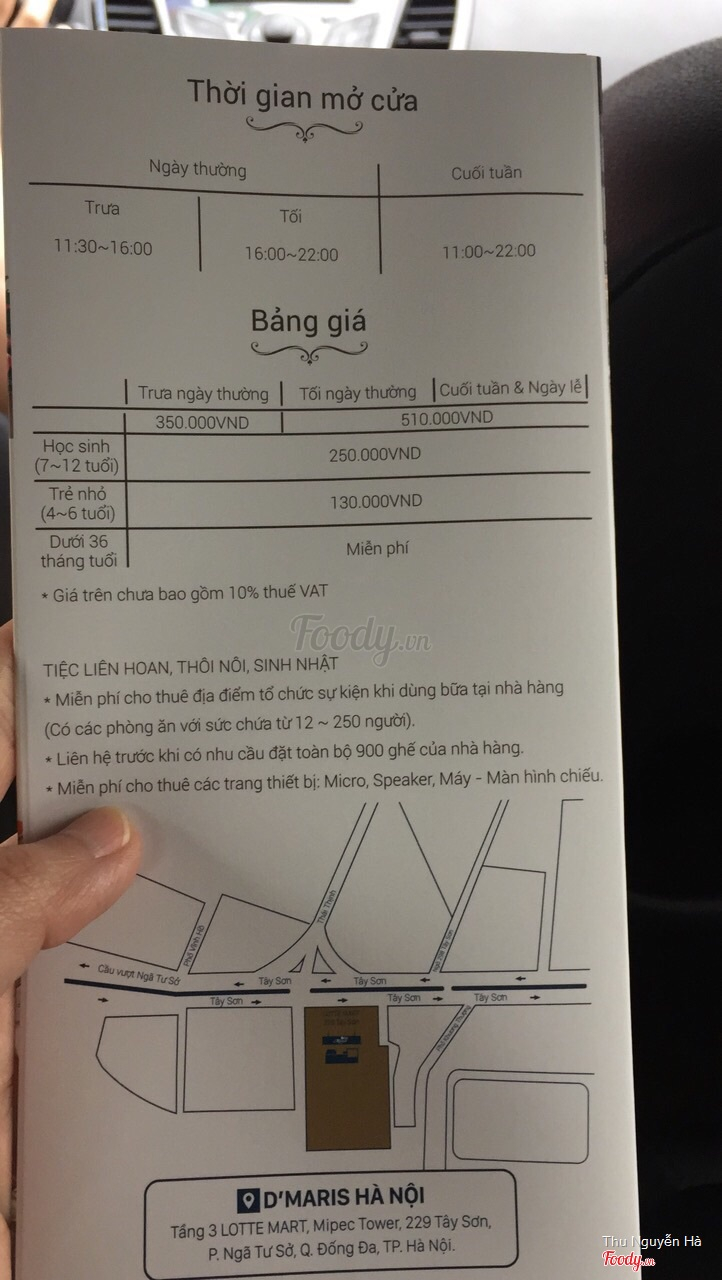 Thời gian mở cửa
Ngày thường
Cuối tuần
Trưa
Tối
11:30~16:00
16:00~22:00
11:00~22:00
Bảng giá
Trưa ngày thường
Tối ngày thường
Cuối tuần & Ngày lễ
350.000VND
510.000VND
Học sinh
(7~12 tuổi)
250.000VND
Trẻ nhỏ
(4~6 tuổi)
130.000VND
Dưới 36
tháng tuổi
Miễn phí
* Giá trên chưa bao gồm 10% thuế VAT
Foody.vn
TIỆC LIÊN HOAN, THÔI NÔI, SINH NHẬT
* Miễn phí cho thuê địa điểm tổ chức sự kiện khi dùng bữa tại nhà hàng
(Có các phòng ăn với sức chứa từ 12 ~ 250 người).
* Liên hệ trước khi có nhu cầu đặt toàn bộ 900 ghế của nhà hàng.
* Miễn phí cho thuê các trang thiết bị: Micro, Speaker, Máy - Màn hình chiếu.
Thái Thịnh
Phố Vĩnh Hồ
Cầu vượt Ngã Tư Sở
Tây Sơn
Tây Sơn
Tây Sơn
Tây Sơn
Tây Sơn
LOTTE MART
D'MARIS HÀ NỘI
Tầng 3 LOTTE MART, Mipec Tower, 229 Tây Sơn,
P. Ngã Tư Sở, Q. Đống Đa, TP. Hà Nội.
Thu Nguyễn Hà
Foody.vn